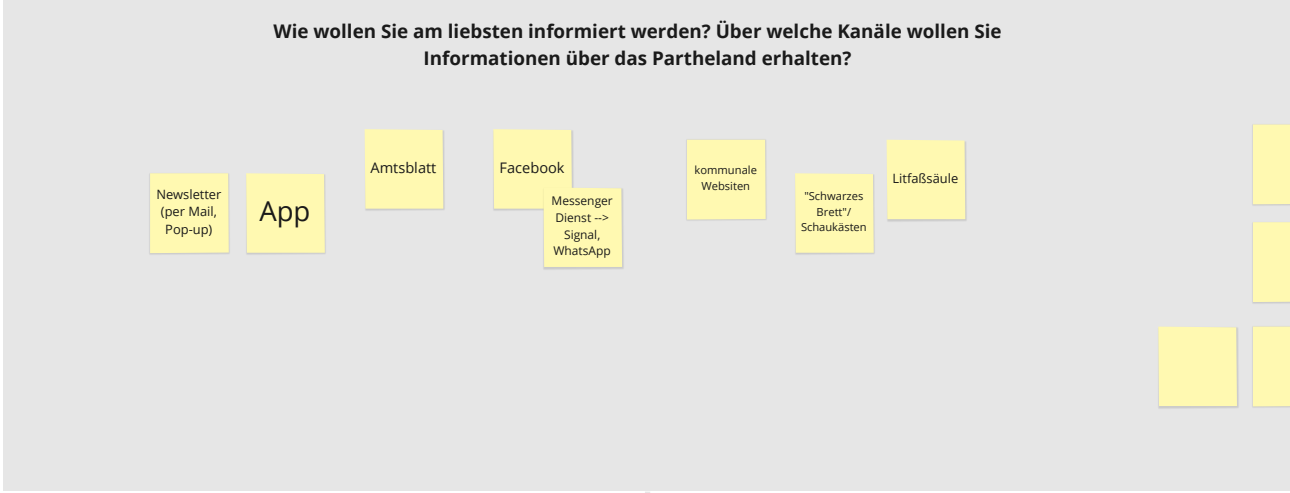 Wie wollen Sie am liebsten informiert werden? Über welche Kanäle wollen Sie
Informationen über das Partheland erhalten?
Newsletter
(per Mail,
Pop-up)
App
Amtsblatt
Facebook
Messenger
Dienst -->
Signal,
WhatsApp
kommunale
Websiten
"Schwarzes
Brett"/
Schaukästen
Litfaßsäule